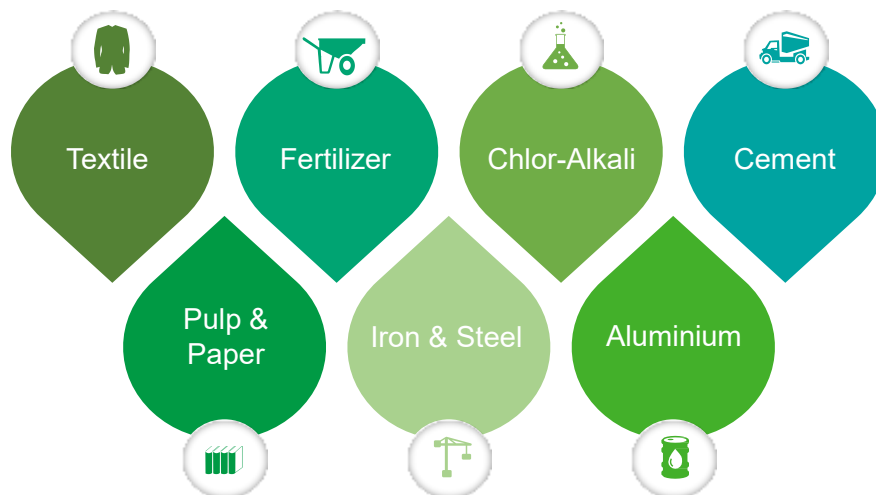 Textile
Fertilizer
Chlor-Alkali
Cement
Pulp &
Paper
Iron & Steel
Aluminium